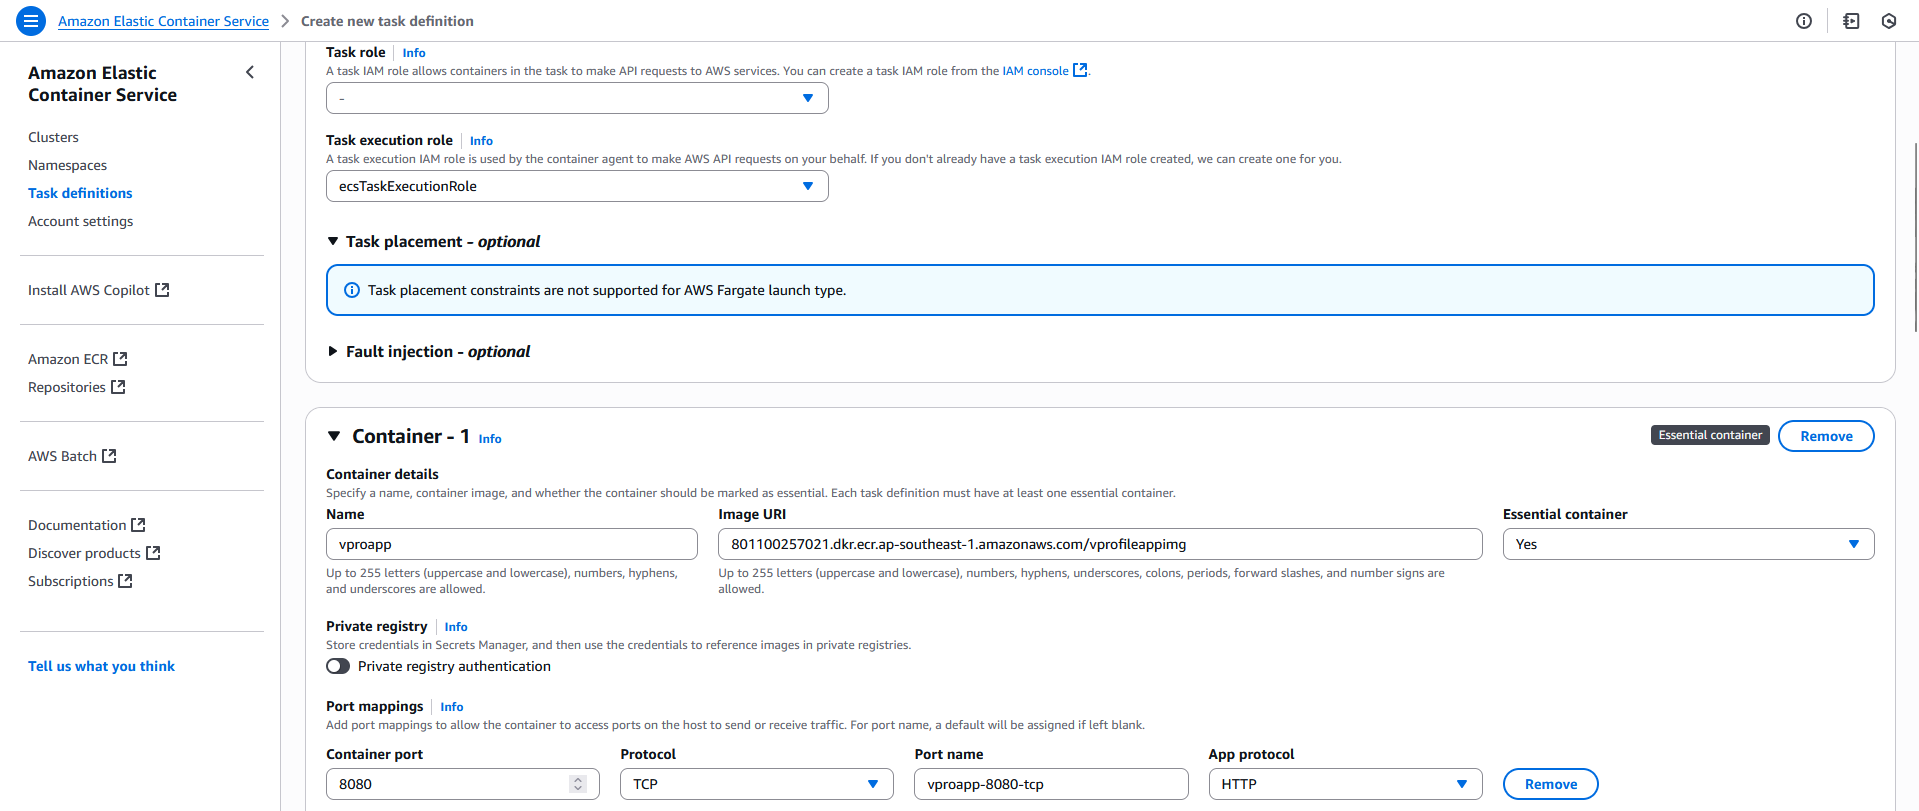 Amazon Elastic Container Service > Create new task definition
Amazon Elastic
Container Service
Clusters
Namespaces
Task definitions
Account settings
Install AWS Copilot
Amazon ECR
Repositories
AWS Batch
Documentation
Discover products
Subscriptions
Tell us what you think
Task role Info
A task IAM role allows containers in the task to make API requests to AWS services. You can create a task IAM role from the IAM console.
-
Task execution role Info
A task execution IAM role is used by the container agent to make AWS API requests on your behalf. If you don't already have a task execution IAM role created, we can create one for you.
ecsTaskExecutionRole
Task placement - optional
Task placement constraints are not supported for AWS Fargate launch type.
Fault injection - optional
Container - 1 Info
Essential container
Remove
Container details
Specify a name, container image, and whether the container should be marked as essential. Each task definition must have at least one essential container.
Name Image URI Essential container
vproapp 801100257021.dkr.ecr.ap-southeast-1.amazonaws.com/vprofileappimg Yes
Up to 255 letters (uppercase and lowercase), numbers, hyphens,
and underscores are allowed.
Up to 255 letters (uppercase and lowercase), numbers, hyphens, underscores, colons, periods, forward slashes, and number signs are
allowed.
Private registry Info
Store credentials in Secrets Manager, and then use the credentials to reference images in private registries.
Private registry authentication
Port mappings Info
Add port mappings to allow the container to access ports on the host to send or receive traffic. For port name, a default will be assigned if left blank.
Container port Protocol Port name App protocol
8080 TCP vproapp-8080-tcp HTTP Remove